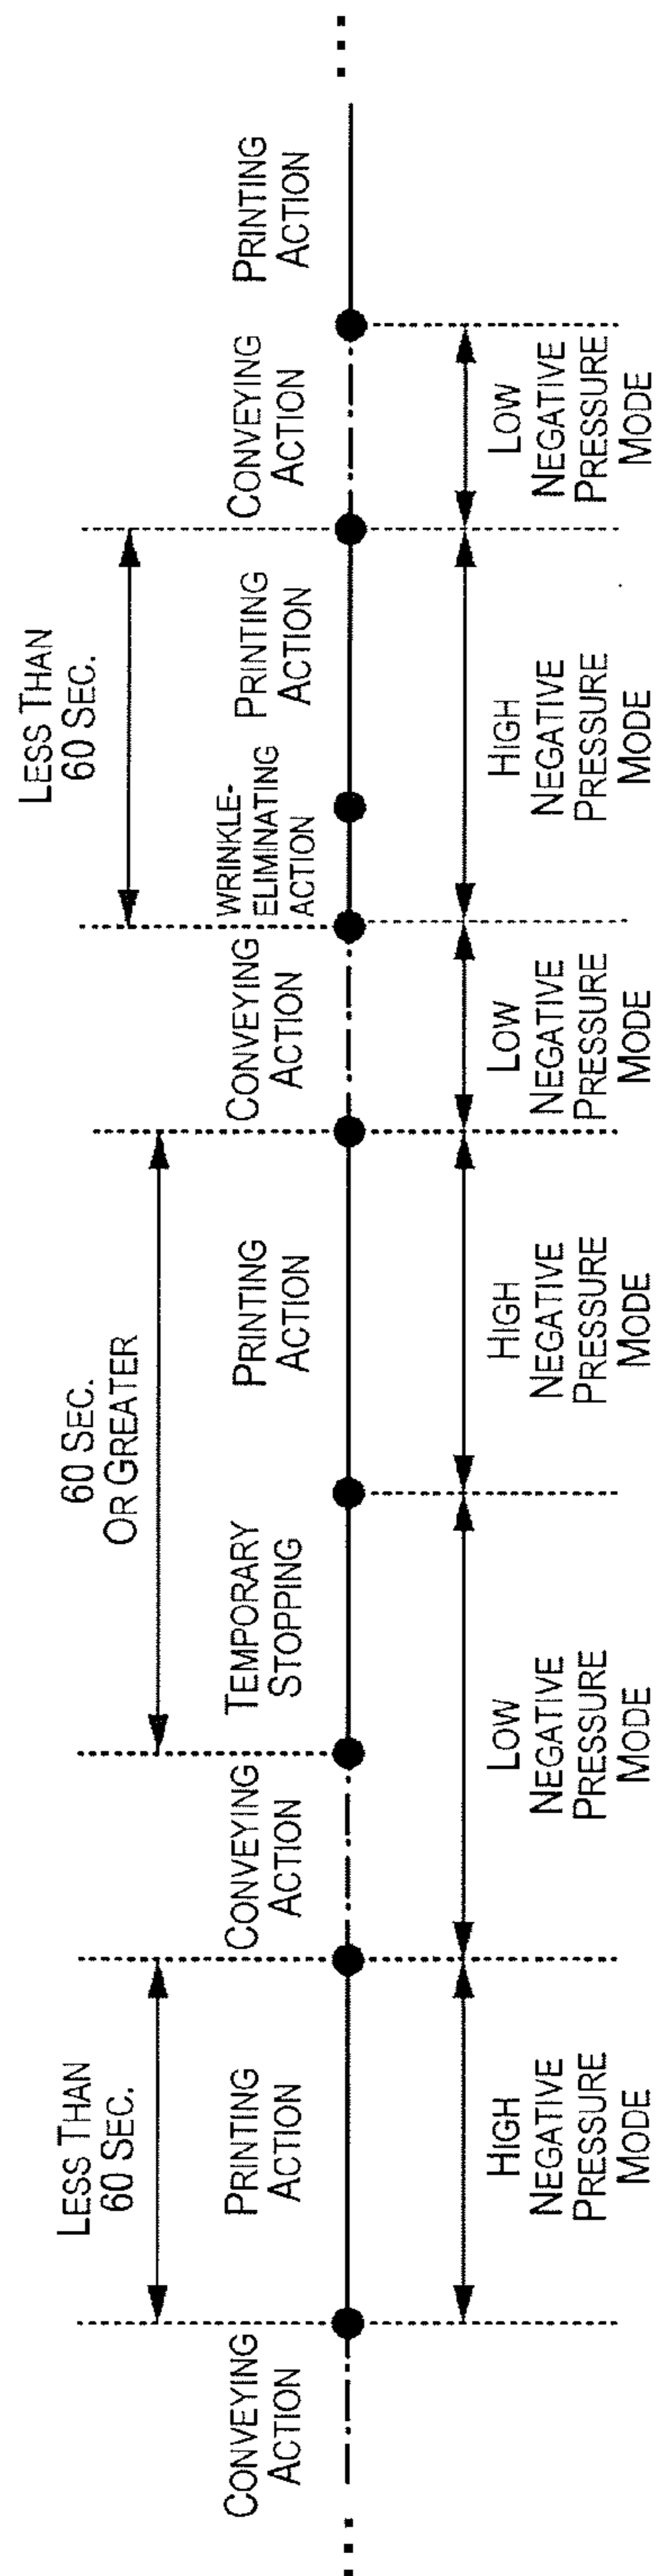 LESS THAN
60 SEC.
60 SEC.
OR GREATER
LESS THAN
60 SEC.
CONVEYING
ACTION
PRINTING
ACTION
CONVEYING
ACTION
TEMPORARY
STOPPING
PRINTING
ACTION
CONVEYING
ACTION
WRINKLE-
ELIMINATING
ACTION
PRINTING
ACTION
CONVEYING
ACTION
PRINTING
ACTION
HIGH
NEGATIVE
PRESSURE
MODE
LOW
NEGATIVE
PRESSURE
MODE
HIGH
NEGATIVE
PRESSURE
MODE
LOW
NEGATIVE
PRESSURE
MODE
HIGH
NEGATIVE
PRESSURE
MODE
LOW
NEGATIVE
PRESSURE
MODE